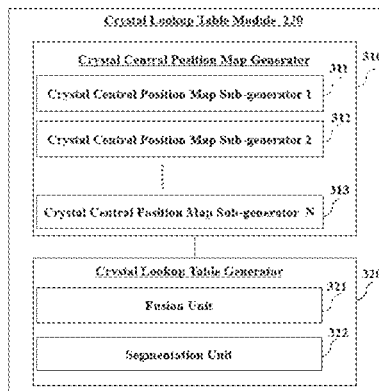 Crystal Lookup Table Module 220
Crystal Central Position Map Generator
310
311
Crystal Central Position Map Sub-generator 1
312
Crystal Central Position Map Sub-generator 2
313
Crystal Central Position Map Sub-generator N
Crystal Lookup Table Generator
320
321
Fusion Unit
322
Segmentation Unit